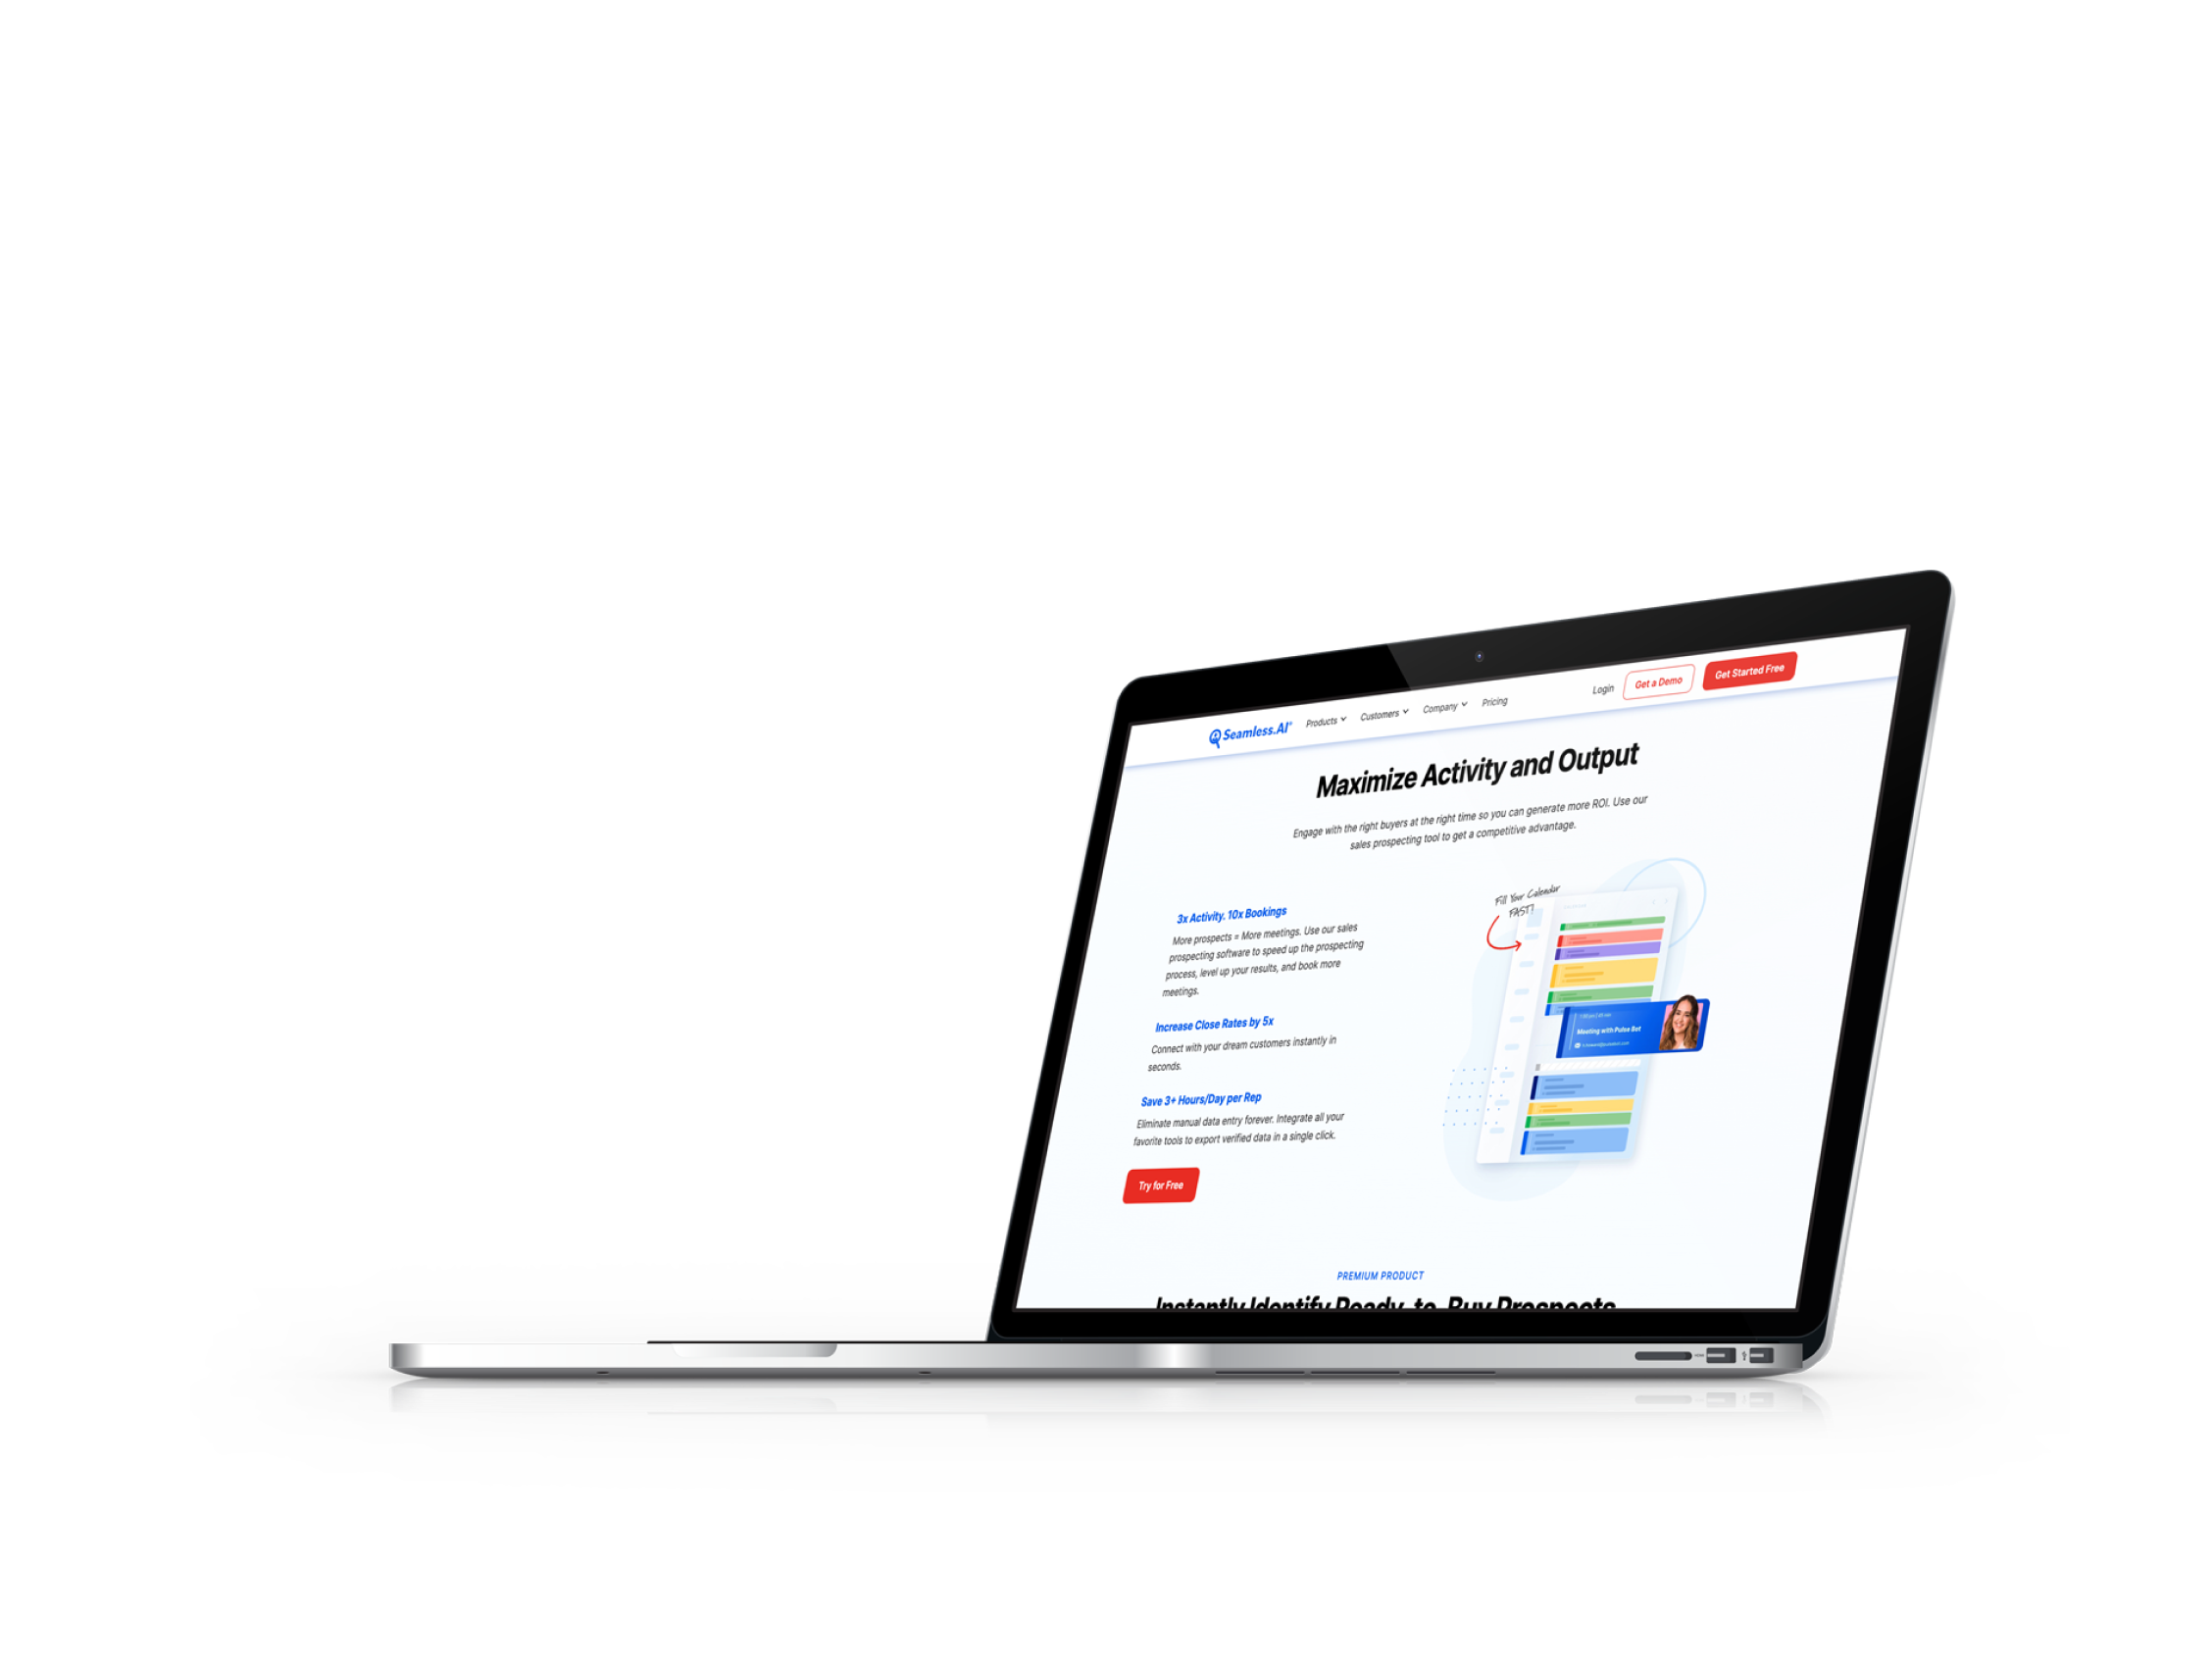 Seamless.AI®
Products
Customers
Company
Pricing
Login
Get a Demo
Get Started Free
Maximize Activity and Output
Engage with the right buyers at the right time so you can generate more ROI. Use our
sales prospecting tool to get a competitive advantage.
3x Activity. 10x Bookings
More prospects = More meetings. Use our sales
prospecting software to speed up the prospecting
process, level up your results, and book more
meetings.
Increase Close Rates by 5x
Connect with your dream customers instantly in
seconds.
Save 3+ Hours/Day per Rep
Eliminate manual data entry forever. Integrate all your
favorite tools to export verified data in a single click.
Try for Free
Fill Your Calendar
FAST!
Meeting with Pulse Bot
PREMIUM PRODUCT
Instantly Identify Ready-to-Buy Prospects